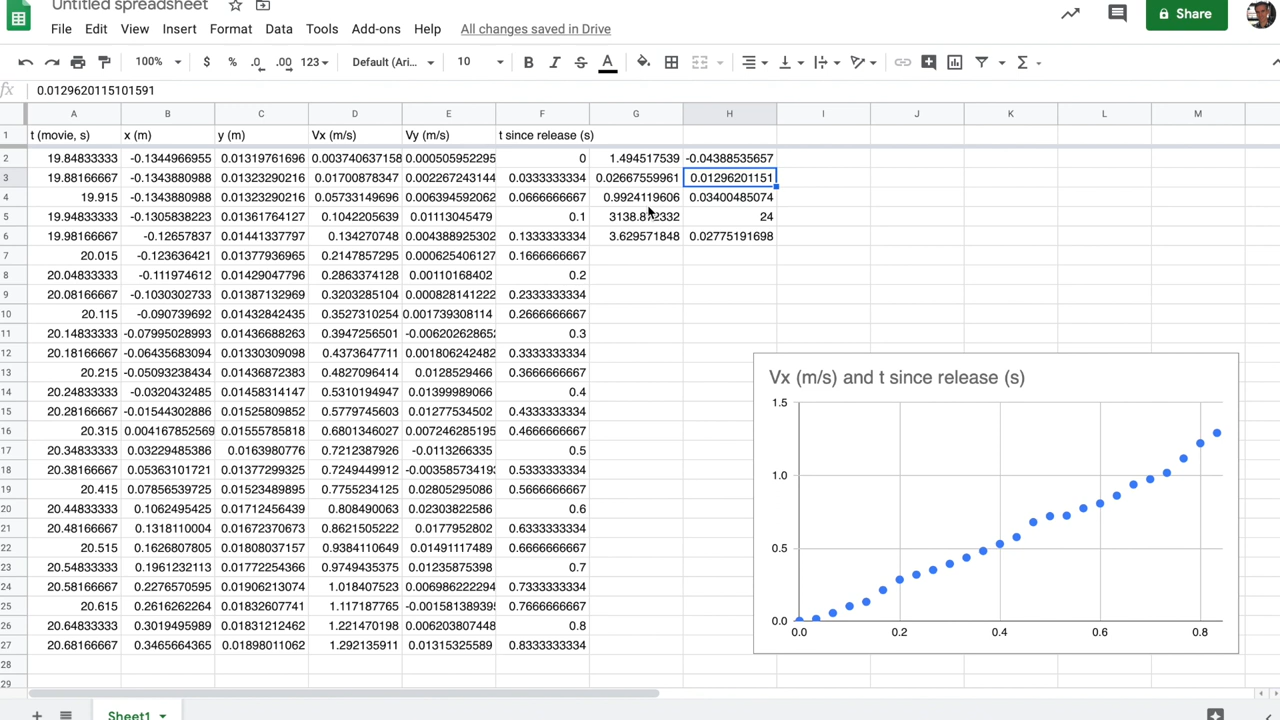 Untitled spreadsheet
File Edit View Insert Format Data Tools Add-ons Help All changes saved in Drive
Share
100% $ % .0 .00 123 Default (Ari... 10 B I S A Σ
fx 0.0129620115101591
A B C D E F G H I J K L M
1 t (movie, s) x (m) y (m) Vx (m/s) Vy (m/s) t since release (s)
2 19.84833333 -0.1344966955 0.01319761696 0.003740637158 0.000505952295 0 1.494517539 -0.04388535657
3 19.88166667 -0.1343880988 0.01323290216 0.01700878347 0.002267243144 0.0333333334 0.02667559961 0.01296201151
4 19.915 -0.1343880988 0.01323290216 0.05733149696 0.006394592062 0.0666666667 0.9924119606 0.03400485074
5 19.94833333 -0.1305838223 0.01361764127 0.1042205639 0.01113045479 0.1 24
6 19.98166667 -0.12657837 0.01441337797 0.134270748 0.004388925302 0.1333333334 3.629571848 0.02775191698
7 20.015 -0.123636421 0.01377936965 0.2147857295 0.000625406127 0.1666666667
8 20.04833333 -0.111974612 0.01429047796 0.2863374128 0.00110168402 0.2
9 20.08166667 -0.1030302733 0.01387132969 0.3203285104 0.000828141222 0.2333333334
10 20.115 -0.090739692 0.01432842435 0.3527310254 0.001739308114 0.2666666667
11 20.14833333 -0.07995028993 0.01436688263 0.3947256501 -0.006202628652 0.3
12 20.18166667 -0.06435683094 0.01330309098 0.4373647711 0.001806242482 0.3333333334
13 20.215 -0.05093238434 0.01436872383 0.4827096414 0.0128529466 0.3666666667
14 20.24833333 -0.0320432485 0.01458314147 0.5310194947 0.01399989066 0.4
15 20.28166667 -0.01544302886 0.01525809852 0.5779745603 0.01277534502 0.4333333334
16 20.315 0.004167852569 0.01555785818 0.6801346027 0.007246285195 0.4666666667
17 20.34833333 0.03229485386 0.0163980776 0.7212387926 -0.0113266335 0.5
18 20.38166667 0.05363101721 0.01377299325 0.7249449912 -0.003585734193 0.5333333334
19 20.415 0.07856539725 0.01523489895 0.7755234125 0.02805295086 0.5666666667
20 20.44833333 0.1062495425 0.01712456439 0.808490063 0.02303822586 0.6
21 20.48166667 0.1318110004 0.01672370673 0.8621765222 0.0177952802 0.6333333334
22 20.515 0.1626807805 0.01808037157 0.9384110649 0.01491117489 0.6666666667
23 20.54833333 0.1961232113 0.01772254366 0.9749435375 0.01235875398 0.7
24 20.58166667 0.2276570595 0.01906213074 1.018407523 0.006986222294 0.7333333334
25 20.615 0.2616262264 0.01832607741 1.117187765 -0.001581389395 0.7666666667
26 20.64833333 0.3019495989 0.01831212462 1.221470198 0.006203807448 0.8
27 20.68166667 0.3465664365 0.01898011062 1.292135911 0.01315325589 0.8333333334
28
29
Vx (m/s) and t since release (s)
1.5
1.0
0.5
0.0
0.0 0.2 0.4 0.6 0.8
Sheet1